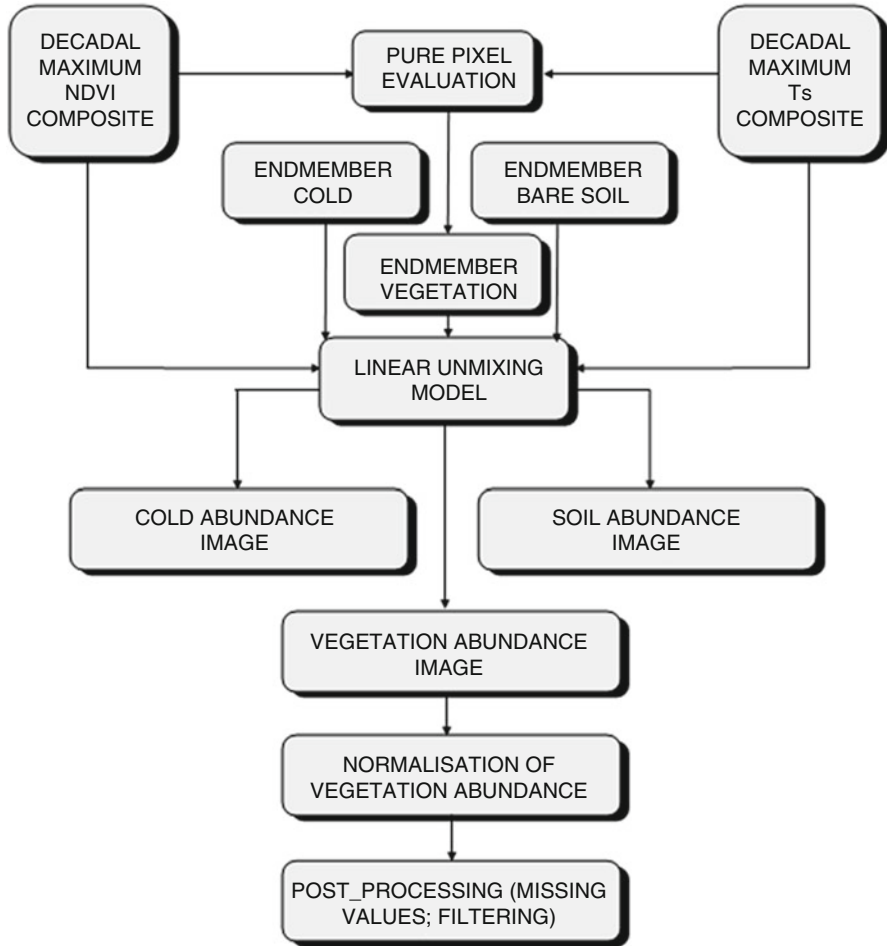 DECADAL
MAXIMUM
NDVI
COMPOSITE
PURE PIXEL
EVALUATION
DECADAL
MAXIMUM
Ts
COMPOSITE
ENDMEMBER
COLD
ENDMEMBER
BARE SOIL
ENDMEMBER
VEGETATION
LINEAR UNMIXING
MODEL
COLD ABUNDANCE
IMAGE
SOIL ABUNDANCE
IMAGE
VEGETATION ABUNDANCE
IMAGE
NORMALISATION OF
VEGETATION ABUNDANCE
POST_PROCESSING (MISSING
VALUES; FILTERING)